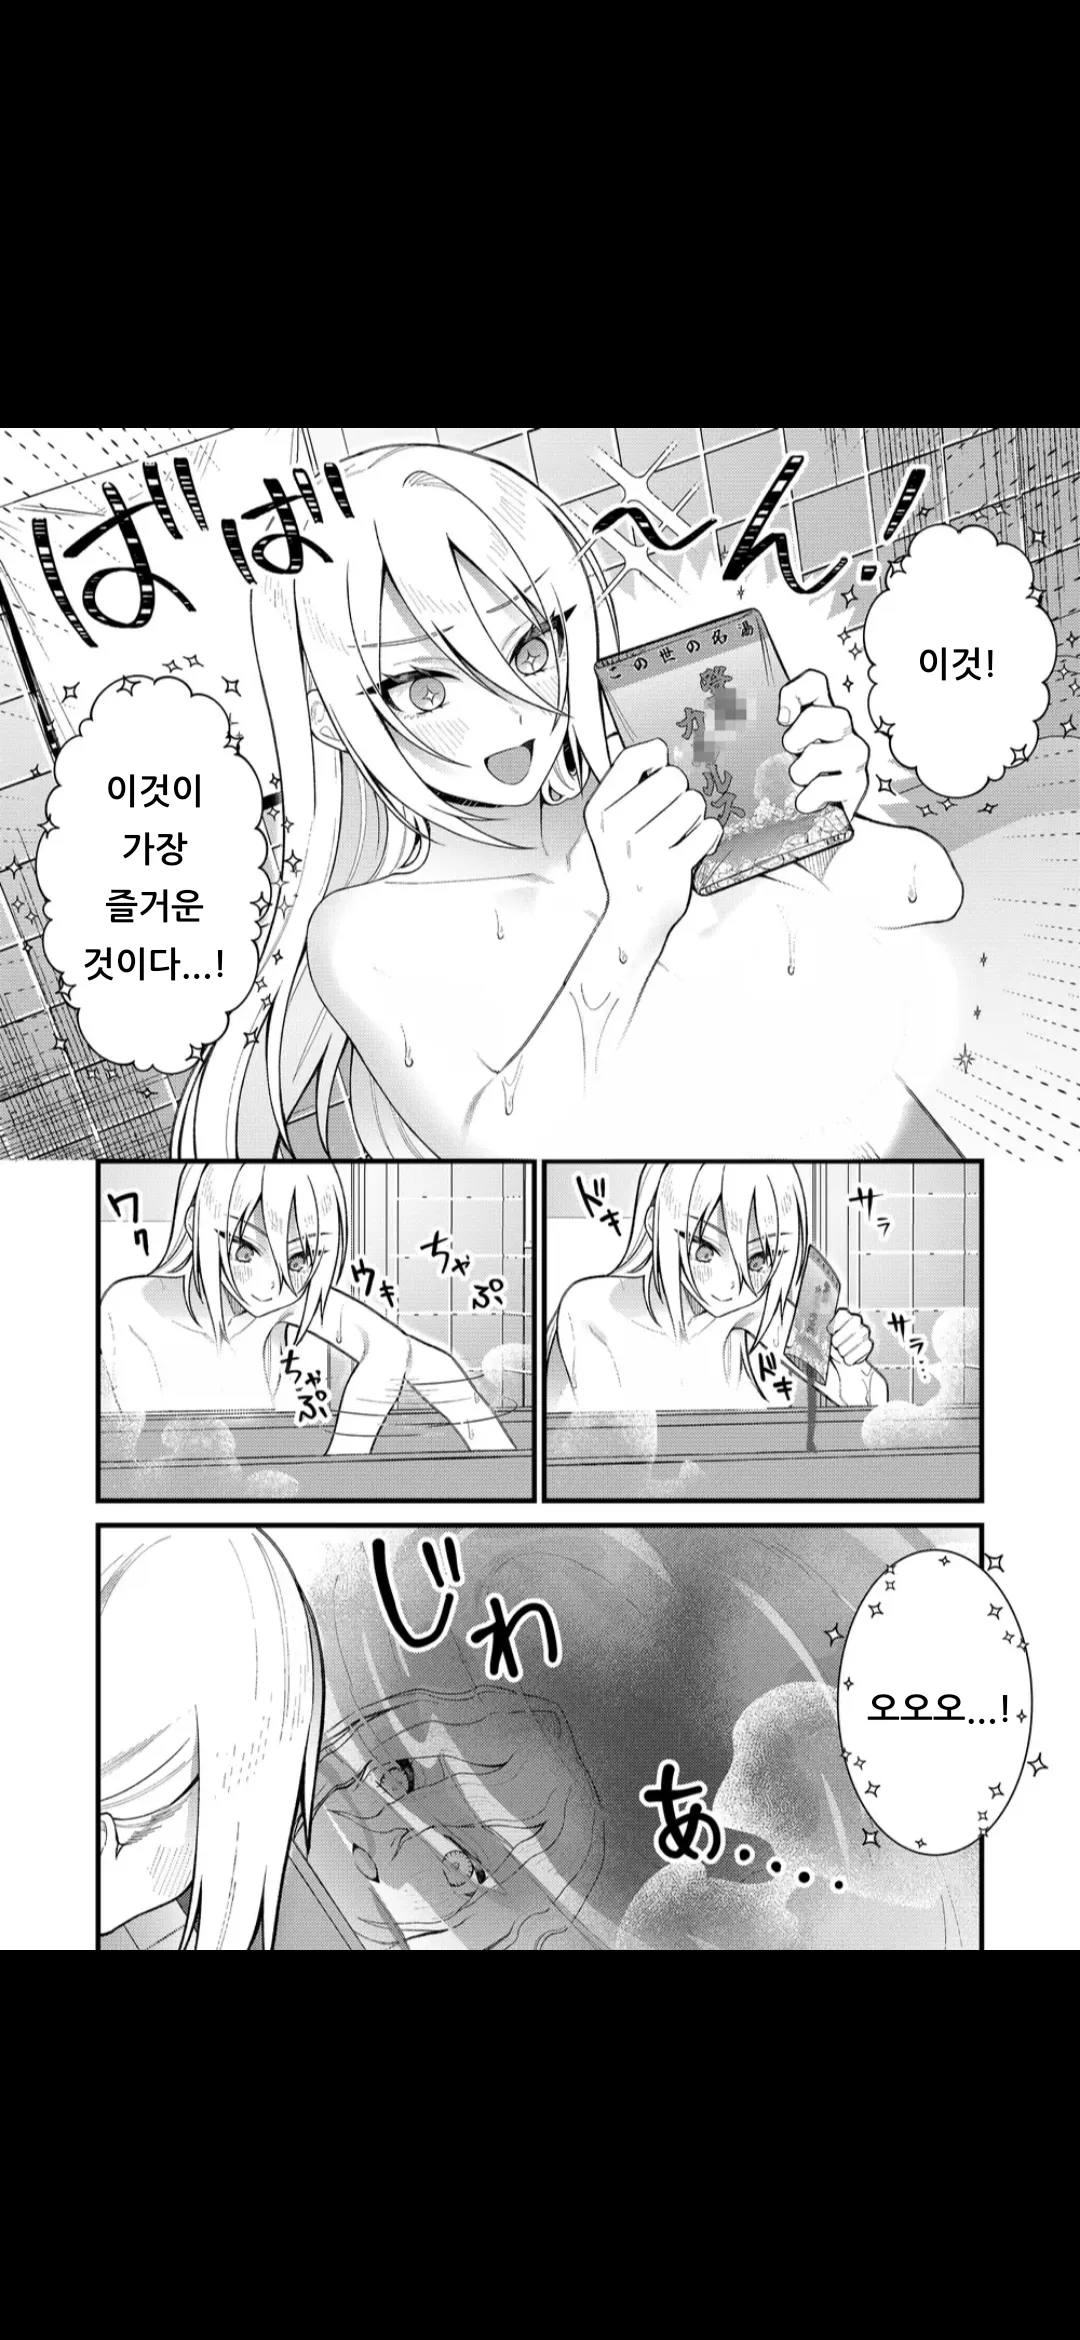 ばばーん!
이것!
この世の名湯
이것이
가장
즐거운
것이다...!
ドキ
サラ
サラ...
ドキ
ワク
ウキ
ちゃぷ
ちゃぷ
じわ
오오오...!
あ....